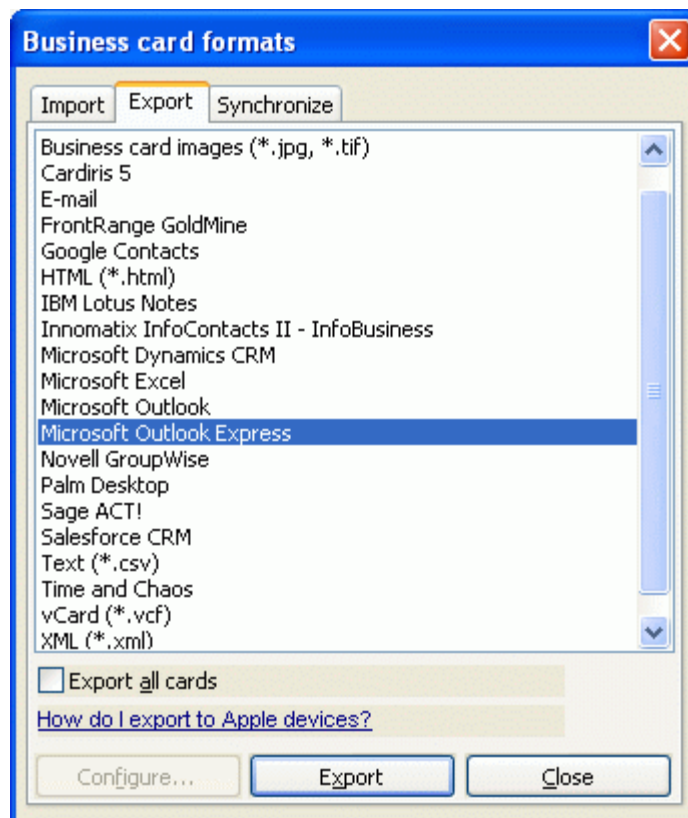 Business card formats
Import Export Synchronize
Business card images (*.jpg, *.tif)
Cardiris 5
E-mail
FrontRange GoldMine
Google Contacts
HTML (*.html)
IBM Lotus Notes
Innomatix InfoContacts II - InfoBusiness
Microsoft Dynamics CRM
Microsoft Excel
Microsoft Outlook
Microsoft Outlook Express
Novell GroupWise
Palm Desktop
Sage ACT!
Salesforce CRM
Text (*.csv)
Time and Chaos
vCard (*.vcf)
XML (*.xml)
Export all cards
How do I export to Apple devices?
Configure... Export Close